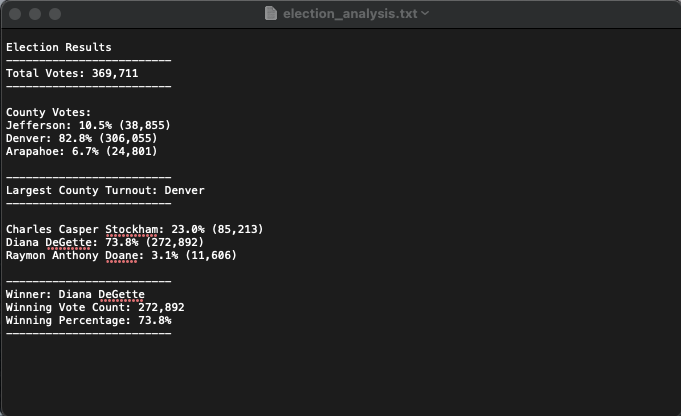 election_analysis.txt
Election Results
-------------------------
Total Votes: 369,711
-------------------------
County Votes:
Jefferson: 10.5% (38,855)
Denver: 82.8% (306,055)
Arapahoe: 6.7% (24,801)
-------------------------
Largest County Turnout: Denver
-------------------------
Charles Casper Stockham: 23.0% (85,213)
Diana DeGette: 73.8% (272,892)
Raymon Anthony Doane: 3.1% (11,606)
-------------------------
Winner: Diana DeGette
Winning Vote Count: 272,892
Winning Percentage: 73.8%
-------------------------